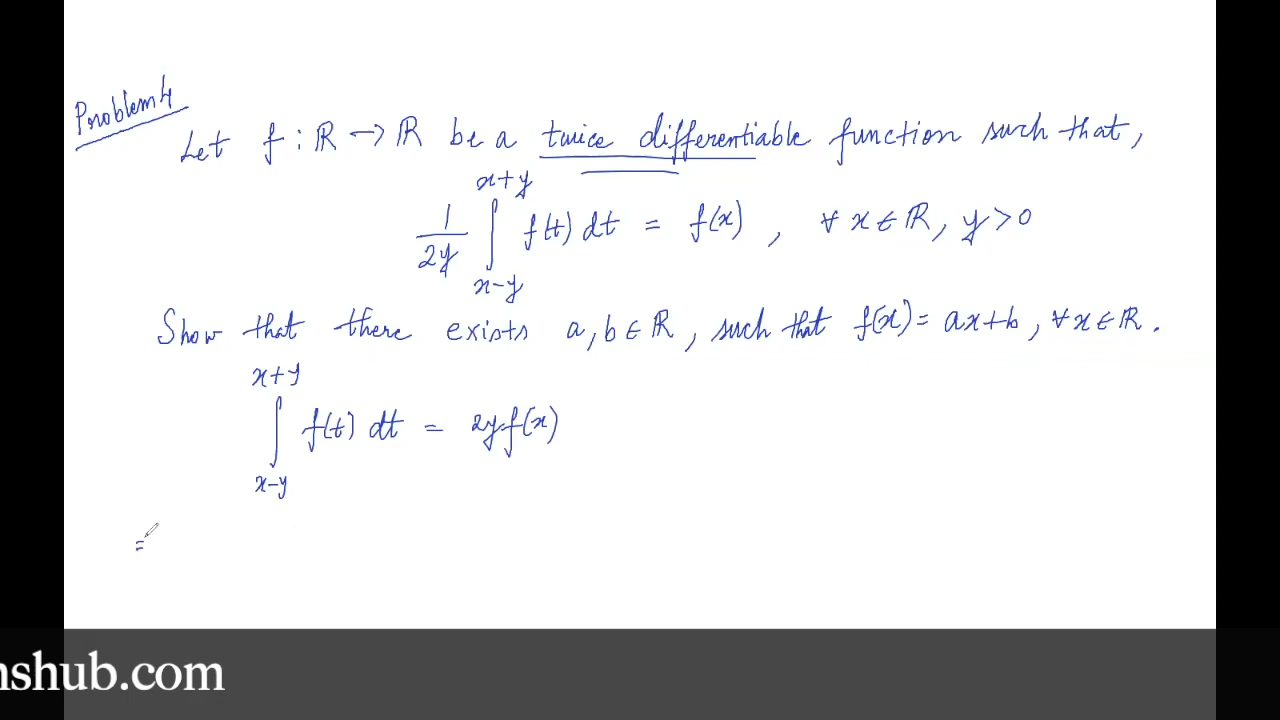 Problem 4
Let f : ℝ → ℝ be a twice differentiable function such that,
1/2y ∫_{x-y}^{x+y} f(t) dt = f(x) , ∀ x ∈ ℝ, y > 0
Show that there exists a, b ∈ ℝ, such that f(x) = ax+b, ∀ x ∈ ℝ.
∫_{x-y}^{x+y} f(t) dt = 2y f(x)
=
nshub.com